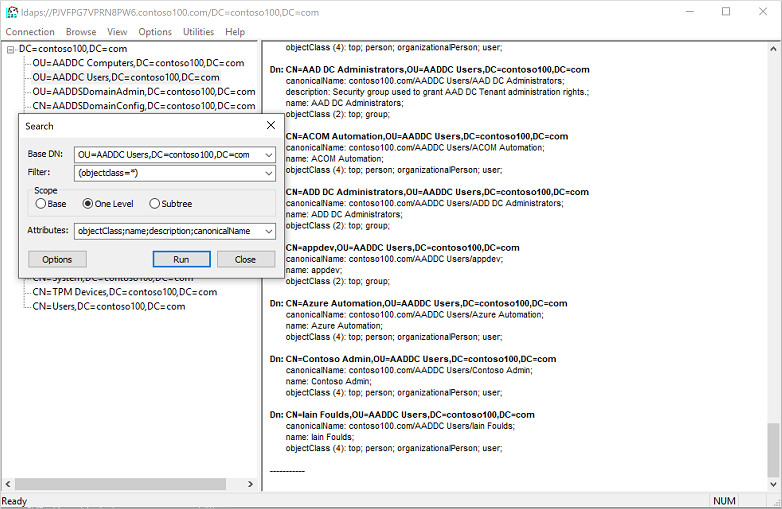 ldaps://PJVFPG7VPRN8PW6.contoso100.com/DC=contoso100,DC=com
Connection Browse View Options Utilities Help
DC=contoso100,DC=com
OU=AADDC Computers,DC=contoso100,DC=com
OU=AADDC Users,DC=contoso100,DC=com
OU=AADDSDomainAdmin,DC=contoso100,DC=com
CN=AADDSDomainConfig,DC=contoso100,DC=com
Search
Base DN: OU=AADDC Users,DC=contoso100,DC=com
Filter: (objectclass=*)
Scope
Base One Level Subtree
Attributes: objectClass;name;description;canonicalName
Options Run Close
CN=System,DC=contoso100,DC=com
CN=TPM Devices,DC=contoso100,DC=com
CN=Users,DC=contoso100,DC=com
objectClass (4): top; person; organizationalPerson; user;
Dn: CN=AAD DC Administrators,OU=AADDC Users,DC=contoso100,DC=com
canonicalName: contoso100.com/AADDC Users/AAD DC Administrators;
description: Security group used to grant AAD DC Tenant administration rights.;
name: AAD DC Administrators;
objectClass (2): top; group;
CN=ACOM Automation,OU=AADDC Users,DC=contoso100,DC=com
canonicalName: contoso100.com/AADDC Users/ACOM Automation;
name: ACOM Automation;
objectClass (4): top; person; organizationalPerson; user;
CN=ADD DC Administrators,OU=AADDC Users,DC=contoso100,DC=com
canonicalName: contoso100.com/AADDC Users/ADD DC Administrators;
name: ADD DC Administrators;
objectClass (2): top; group;
CN=appdev,OU=AADDC Users,DC=contoso100,DC=com
canonicalName: contoso100.com/AADDC Users/appdev;
name: appdev;
objectClass (2): top; group;
Dn: CN=Azure Automation,OU=AADDC Users,DC=contoso100,DC=com
canonicalName: contoso100.com/AADDC Users/Azure Automation;
name: Azure Automation;
objectClass (4): top; person; organizationalPerson; user;
Dn: CN=Contoso Admin,OU=AADDC Users,DC=contoso100,DC=com
canonicalName: contoso100.com/AADDC Users/Contoso Admin;
name: Contoso Admin;
objectClass (4): top; person; organizationalPerson; user;
Dn: CN=Iain Foulds,OU=AADDC Users,DC=contoso100,DC=com
canonicalName: contoso100.com/AADDC Users/Iain Foulds;
name: Iain Foulds;
objectClass (4): top; person; organizationalPerson; user;
-----------
Ready NUM